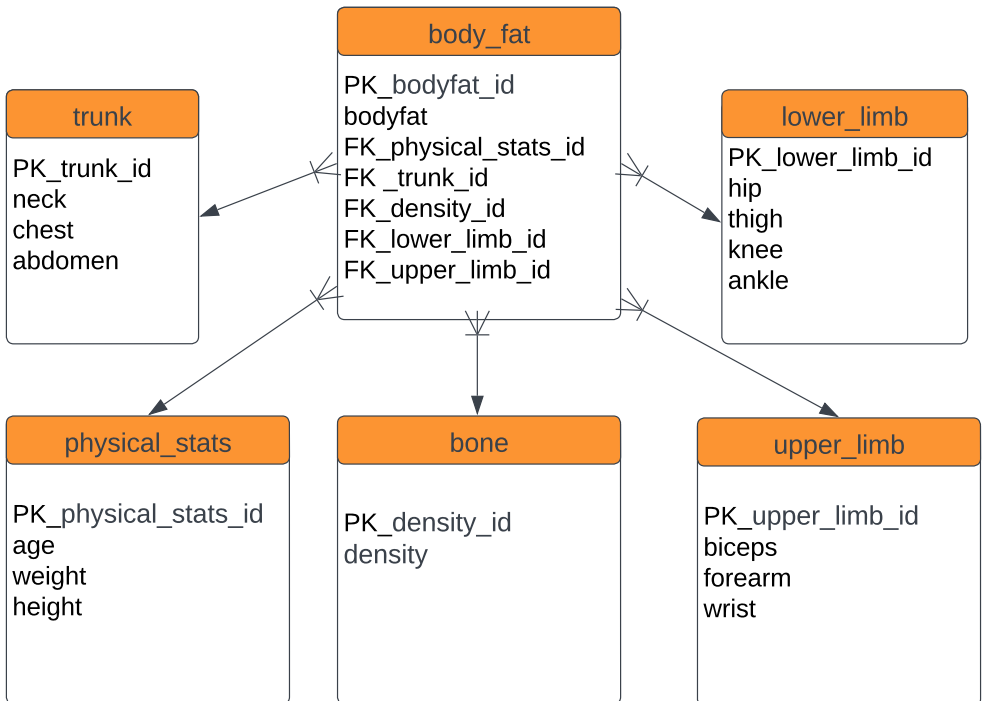 body_fat
PK_bodyfat_id
bodyfat
FK_physical_stats_id
FK _trunk_id
FK_density_id
FK_lower_limb_id
FK_upper_limb_id
trunk
PK_trunk_id
neck
chest
abdomen
lower_limb
PK_lower_limb_id
hip
thigh
knee
ankle
physical_stats
PK_physical_stats_id
age
weight
height
bone
PK_density_id
density
upper_limb
PK_upper_limb_id
biceps
forearm
wrist